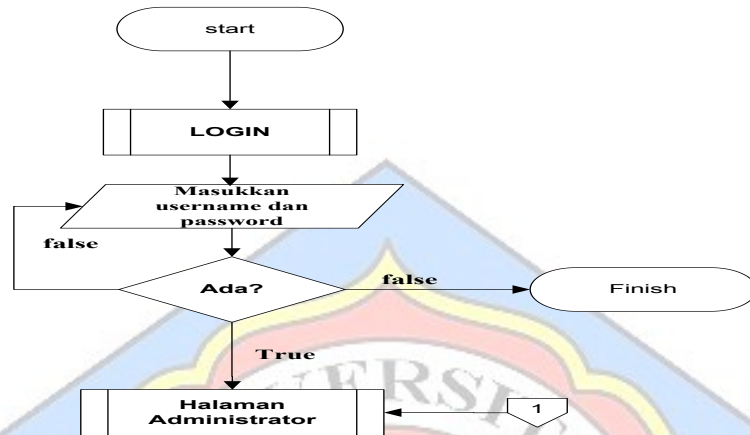 start
LOGIN
Masukkan
username dan
password
false
Ada?
false
Finish
True
Halaman
Administrator
1